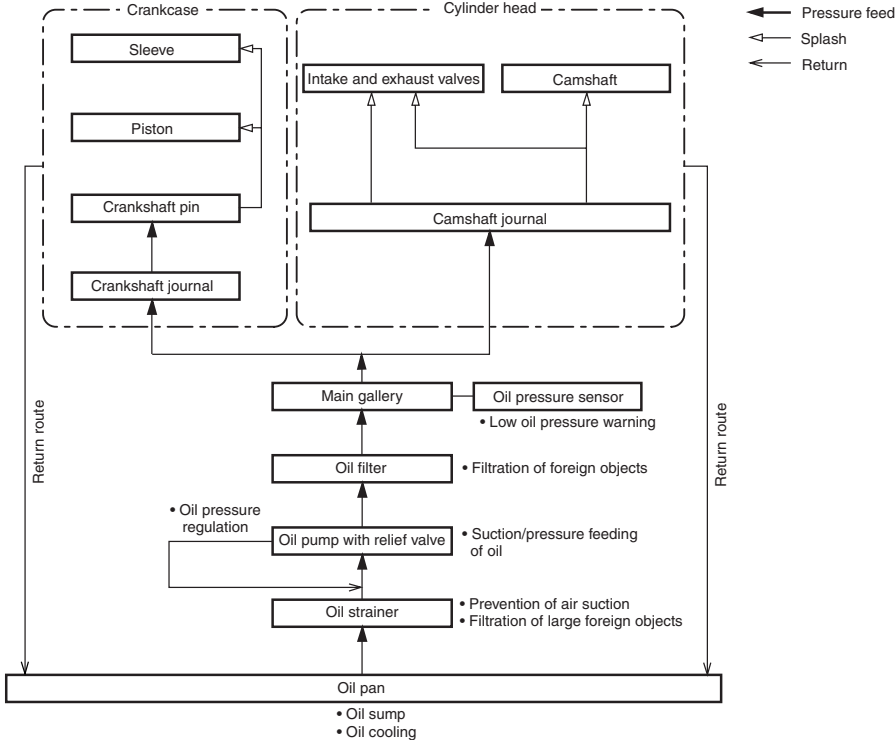 Crankcase
Cylinder head
Pressure feed
Splash
Return
Sleeve
Intake and exhaust valves
Camshaft
Piston
Crankshaft pin
Camshaft journal
Crankshaft journal
Main gallery
Oil pressure sensor
• Low oil pressure warning
Return route
Return route
Oil filter
• Filtration of foreign objects
• Oil pressure
regulation
Oil pump with relief valve
• Suction/pressure feeding
of oil
Oil strainer
• Prevention of air suction
• Filtration of large foreign objects
Oil pan
• Oil sump
• Oil cooling